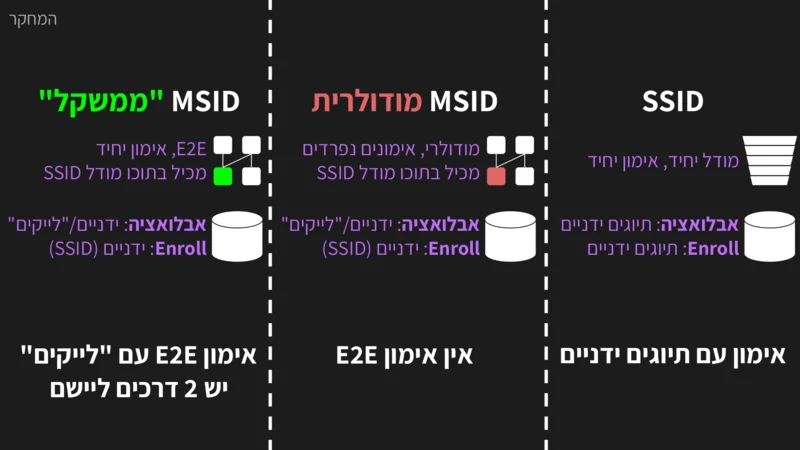 המחקר
SSID
מודל יחיד, אימון יחיד
אבלואציה: תיוגים ידניים
Enroll: תיוגים ידניים
אימון עם תיוגים ידניים
MSID מודולרית
מודולרי, אימונים נפרדים
מכיל בתוכו מודל SSID
אבלואציה: ידניים/"לייקים"
Enroll: ידניים (SSID)
אין אימון E2E
MSID "ממשקל"
E2E, אימון יחיד
מכיל בתוכו מודל SSID
אבלואציה: ידניים/"לייקים"
Enroll: ידניים (SSID)
אימון E2E עם "לייקים"
יש 2 דרכים ליישם